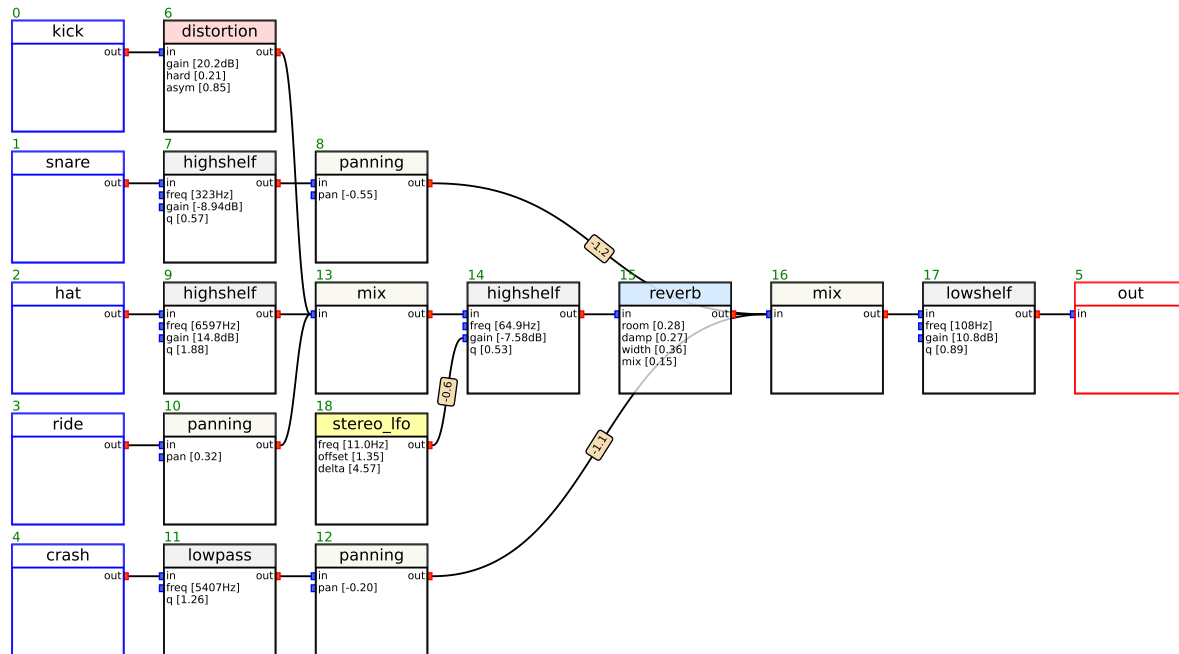 0
kick
out
6
distortion
in out
gain [20.2dB]
hard [0.21]
asym [0.85]
1
snare
out
7
highshelf
in out
freq [323Hz]
gain [-8.94dB]
q [0.57]
8
panning
in out
pan [-0.55]
-1.2
2
hat
out
9
highshelf
in out
freq [6597Hz]
gain [14.8dB]
q [1.88]
13
mix
in out
14
highshelf
in out
freq [64.9Hz]
gain [-7.58dB]
q [0.53]
15
reverb
in out
room [0.28]
damp [0.27]
width [0.36]
mix [0.15]
16
mix
in out
17
lowshelf
in out
freq [108Hz]
gain [10.8dB]
q [0.89]
5
out
in
-0.6
3
ride
out
10
panning
in out
pan [0.32]
18
stereo_lfo
freq [11.0Hz] out
offset [1.35]
delta [4.57]
-1.1
4
crash
out
11
lowpass
in out
freq [5407Hz]
q [1.26]
12
panning
in out
pan [-0.20]